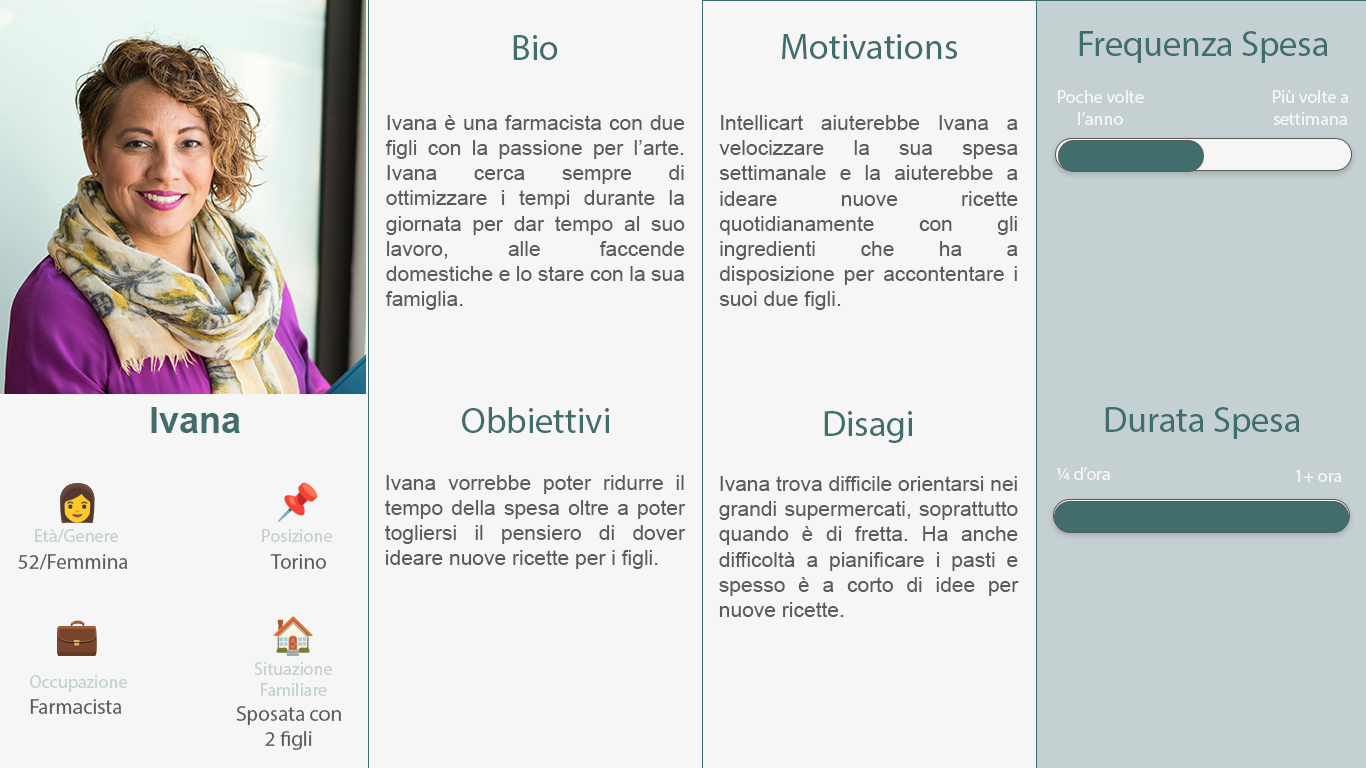 Ivana
Età/Genere
52/Femmina
Posizione
Torino
Occupazione
Farmacista
Situazione
Familiare
Sposata con
2 figli
Bio
Ivana è una farmacista con due
figli con la passione per l’arte.
Ivana cerca sempre di
ottimizzare i tempi durante la
giornata per dar tempo al suo
lavoro, alle faccende
domestiche e lo stare con la sua
famiglia.
Obbiettivi
Ivana vorrebbe poter ridurre il
tempo della spesa oltre a poter
togliersi il pensiero di dover
ideare nuove ricette per i figli.
Motivations
Intellicart aiuterebbe Ivana a
velocizzare la sua spesa
settimanale e la aiuterebbe a
ideare nuove ricette
quotidianamente con gli
ingredienti che ha a
disposizione per accontentare i
suoi due figli.
Disagi
Ivana trova difficile orientarsi nei
grandi supermercati, soprattutto
quando è di fretta. Ha anche
difficoltà a pianificare i pasti e
spesso è a corto di idee per
nuove ricette.
Frequenza Spesa
Poche volte
l’anno
Più volte a
settimana
Durata Spesa
¼ d’ora
1+ ora